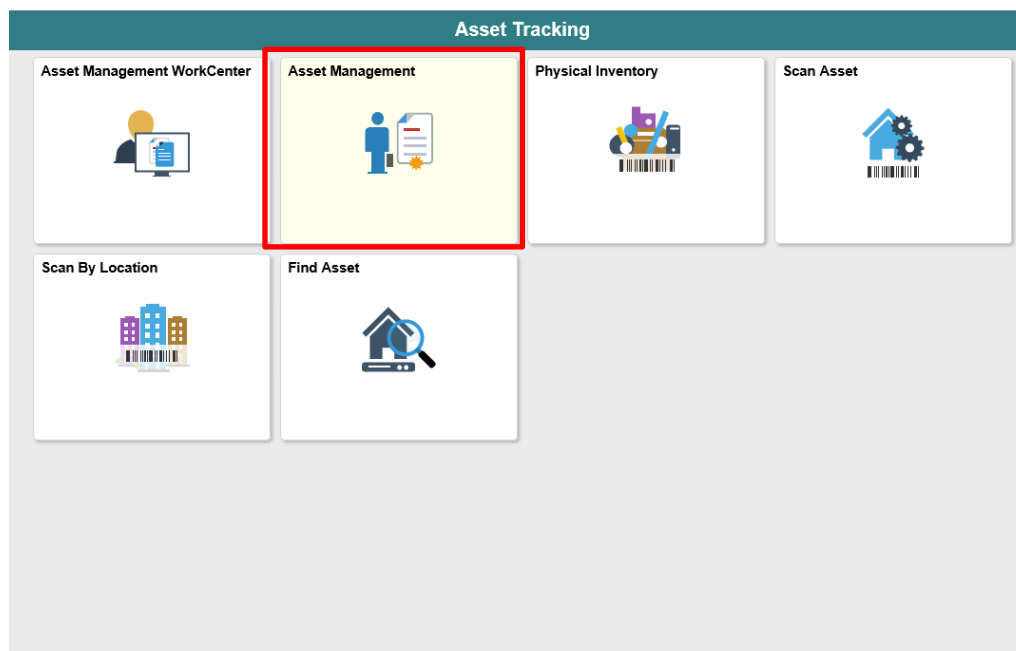 Asset Tracking
Asset Management WorkCenter
Asset Management
Physical Inventory
Scan Asset
Scan By Location
Find Asset